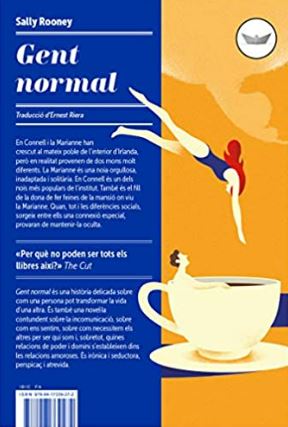 Sally Rooney
Gent
normal
Traducció d'Ernest Riera
En Connell i la Marianne han
crescut al mateix poble de l'interior d'Irlanda,
però en realitat provenen de dos mons molt
diferents. La Marianne és una noia orgullosa,
inadaptada i solitària. En Connell és un dels
nois més populars de l'institut. També és el fill
de la dona de fer feines de la mansió on viu
la Marianne. Quan, tot i les diferències socials,
sorgeix entre ells una connexió especial,
provaran de mantenir-la oculta.
«Per què no poden ser tots els
llibres així?» The Cut
Gent normal és una història delicada sobre
com una persona pot transformar la vida
d'una altra. És també una novel·la
contundent sobre la incomunicació, sobre
com ens sentim, sobre com necessitem els
altres per ser qui som i, sobretot, quines
relacions de poder i domini s'estableixen dins
les relacions amoroses. És irònica i seductora,
perspicaç i atrevida.